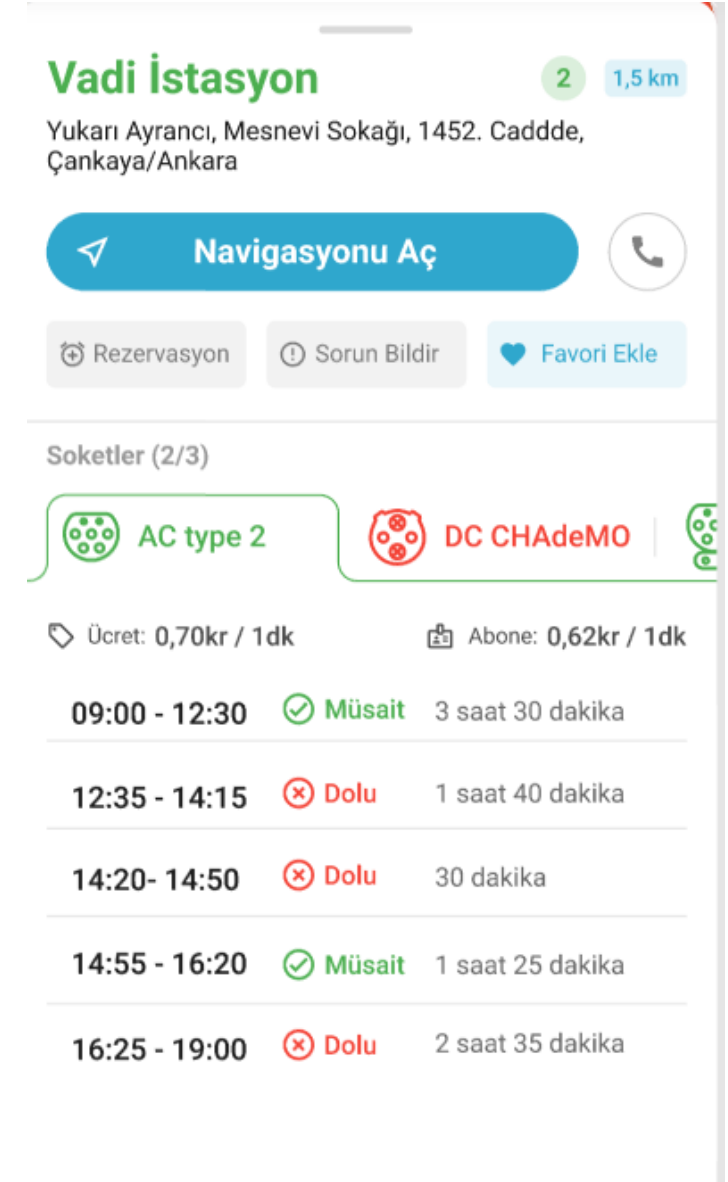 Vadi İstasyon 2 1,5 km
Yukarı Ayrancı, Mesnevi Sokağı, 1452. Caddde,
Çankaya/Ankara
Navigasyonu Aç
Rezervasyon Sorun Bildir Favori Ekle
Soketler (2/3)
AC type 2 DC CHAdeMO
Ücret: 0,70kr / 1dk Abone: 0,62kr / 1dk
09:00 - 12:30 Müsait 3 saat 30 dakika
12:35 - 14:15 Dolu 1 saat 40 dakika
14:20- 14:50 Dolu 30 dakika
14:55 - 16:20 Müsait 1 saat 25 dakika
16:25 - 19:00 Dolu 2 saat 35 dakika